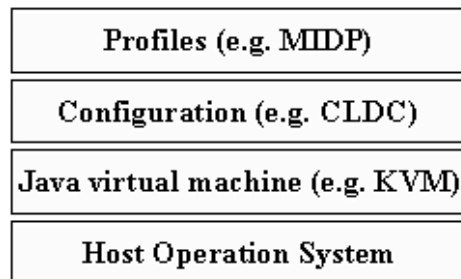 Profiles (e.g. MIDP)
Configuration (e.g. CLDC)
Java virtual machine (e.g. KVM)
Host Operation System